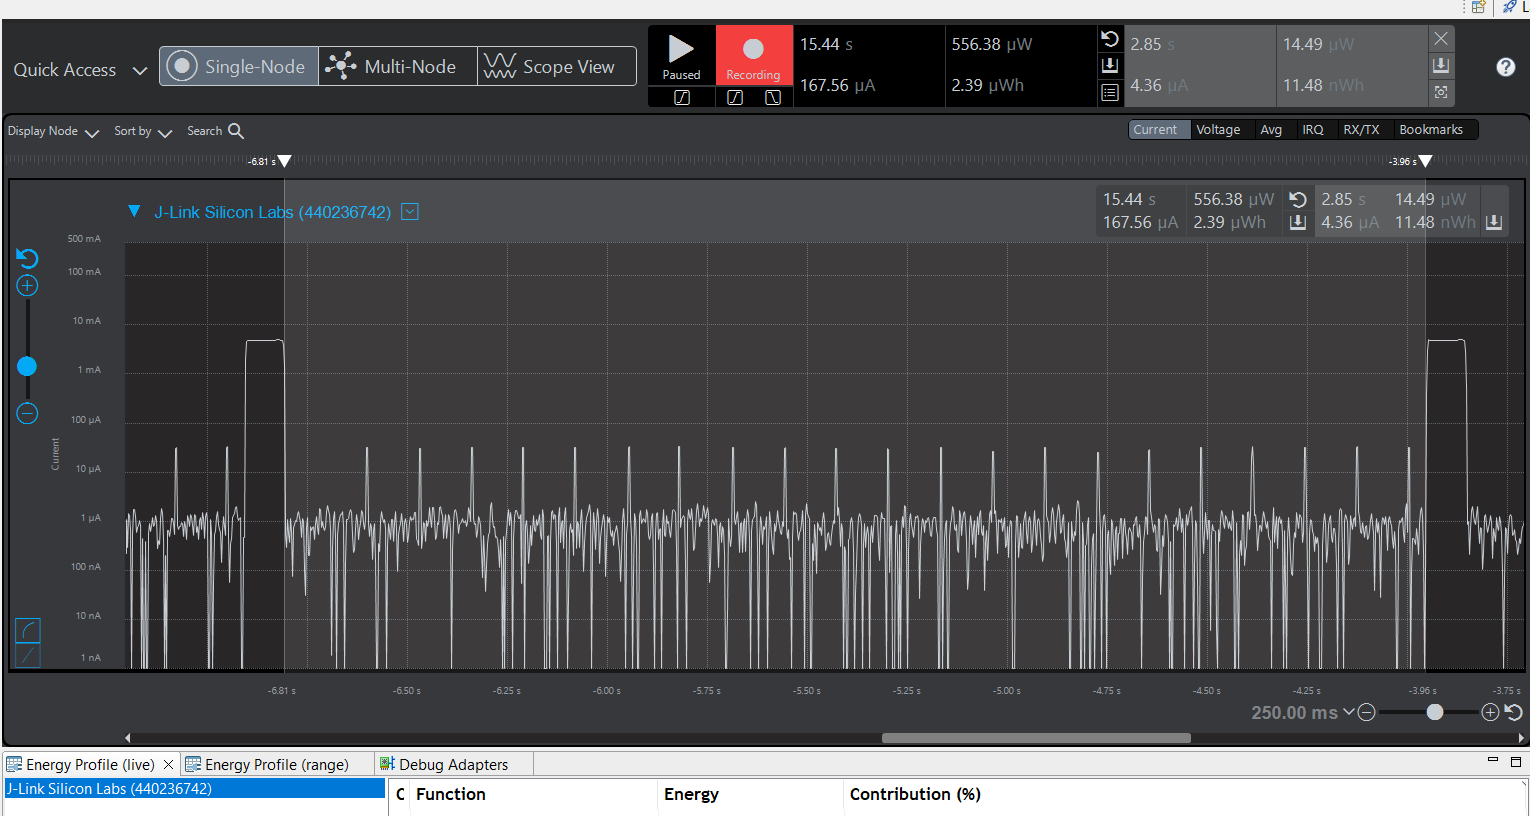 L
Quick Access
Single-Node
Multi-Node
Scope View
Paused
Recording
15.44 s
556.38 µW
167.56 µA
2.39 µWh
2.85 s
14.49 µW
4.36 µA
11.48 nWh
?
Display Node
Sort by
Search
Current
Voltage
Avg
IRQ
RX/TX
Bookmarks
-6.81 s
-3.96 s
J-Link Silicon Labs (440236742)
15.44 s
556.38 µW
2.85 s
14.49 µW
167.56 µA
2.39 µWh
4.36 µA
11.48 nWh
500 mA
100 mA
10 mA
1 mA
100 µA
10 µA
1 µA
100 nA
10 nA
1 nA
Current
-6.81 s
-6.50 s
-6.25 s
-6.00 s
-5.75 s
-5.50 s
-5.25 s
-5.00 s
-4.75 s
-4.50 s
-4.25 s
-3.96 s
-3.75 s
250.00 ms
Energy Profile (live)
Energy Profile (range)
Debug Adapters
J-Link Silicon Labs (440236742)
C
Function
Energy
Contribution (%)